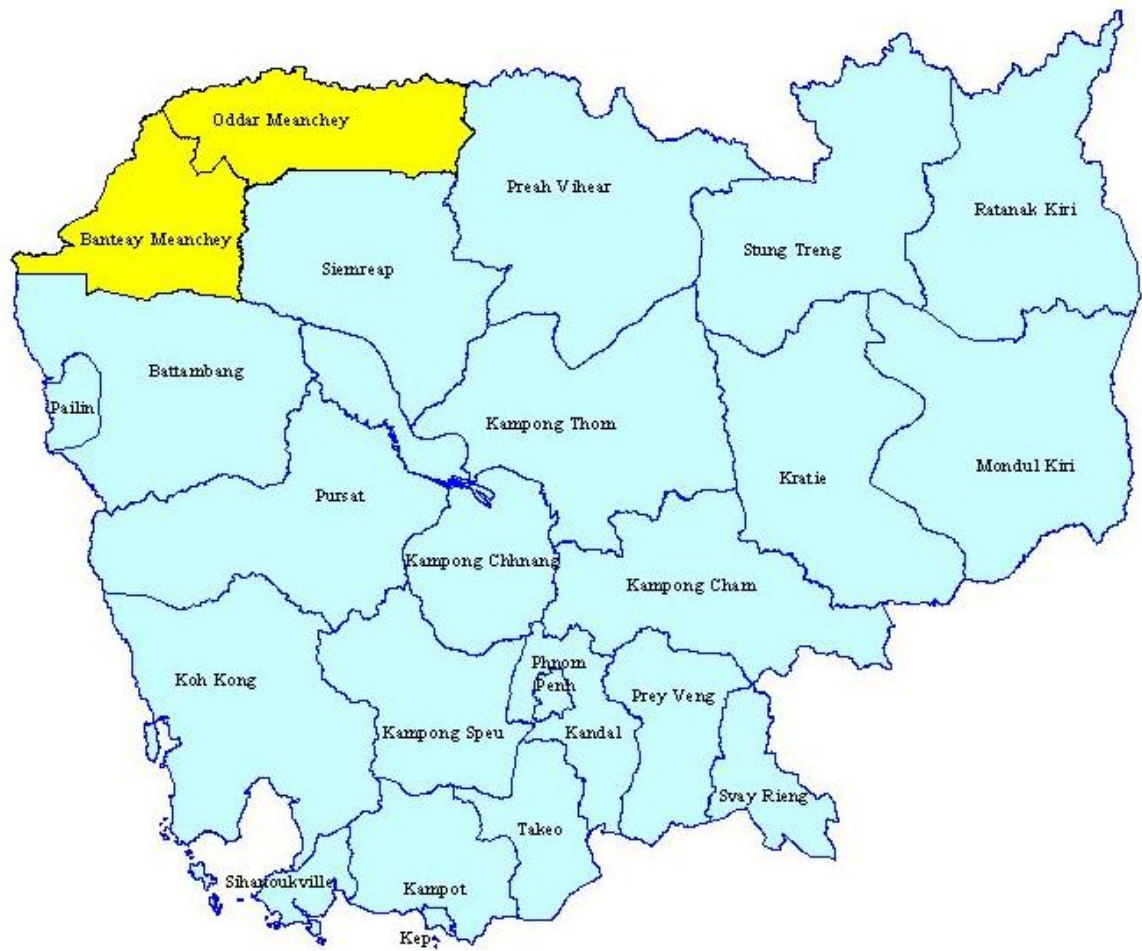 Oddar Meanchey
Preah Vihear
Ratanak Kiri
Banteay Meanchey
Stung Treng
Siemreap
Battambang
Pailin
Kampong Thom
Mondul Kiri
Kratie
Pursat
Kampong Chhnang
Kampong Cham
Phnom
Penh
Koh Kong
Prey Veng
Kampong Speu
Kandal
Svay Rieng
Takeo
Sihanoukville
Kampot
Kep